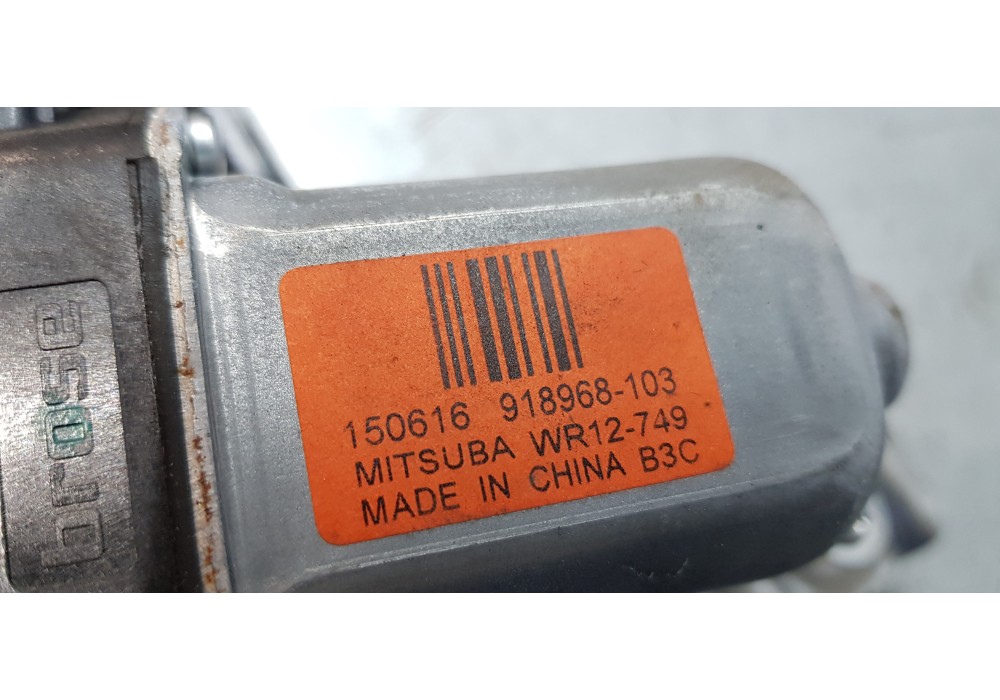 150616 918968-103
MITSUBA WR12-749
MADE IN CHINA B3C
brose